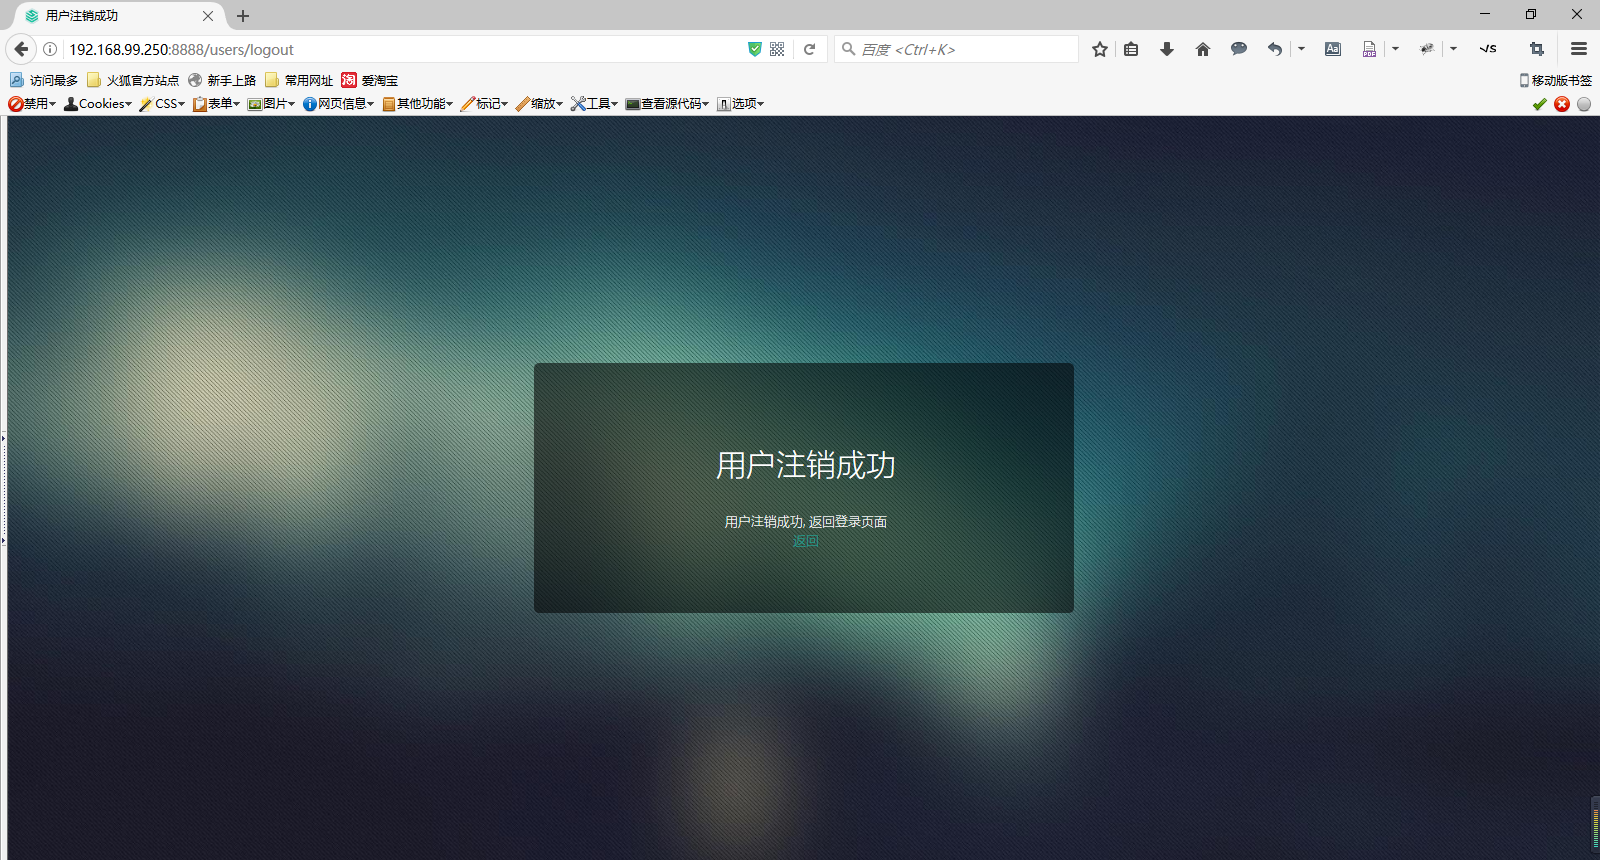 用户注销成功
192.168.99.250:8888/users/logout
百度 <Ctrl+K>
访问最多 火狐官方站点 新手上路 常用网址 淘 爱淘宝 移动版书签
禁用 Cookies CSS 表单 图片 网页信息 其他功能 标记 缩放 工具 查看源代码 选项
用户注销成功
用户注销成功, 返回登录页面
返回